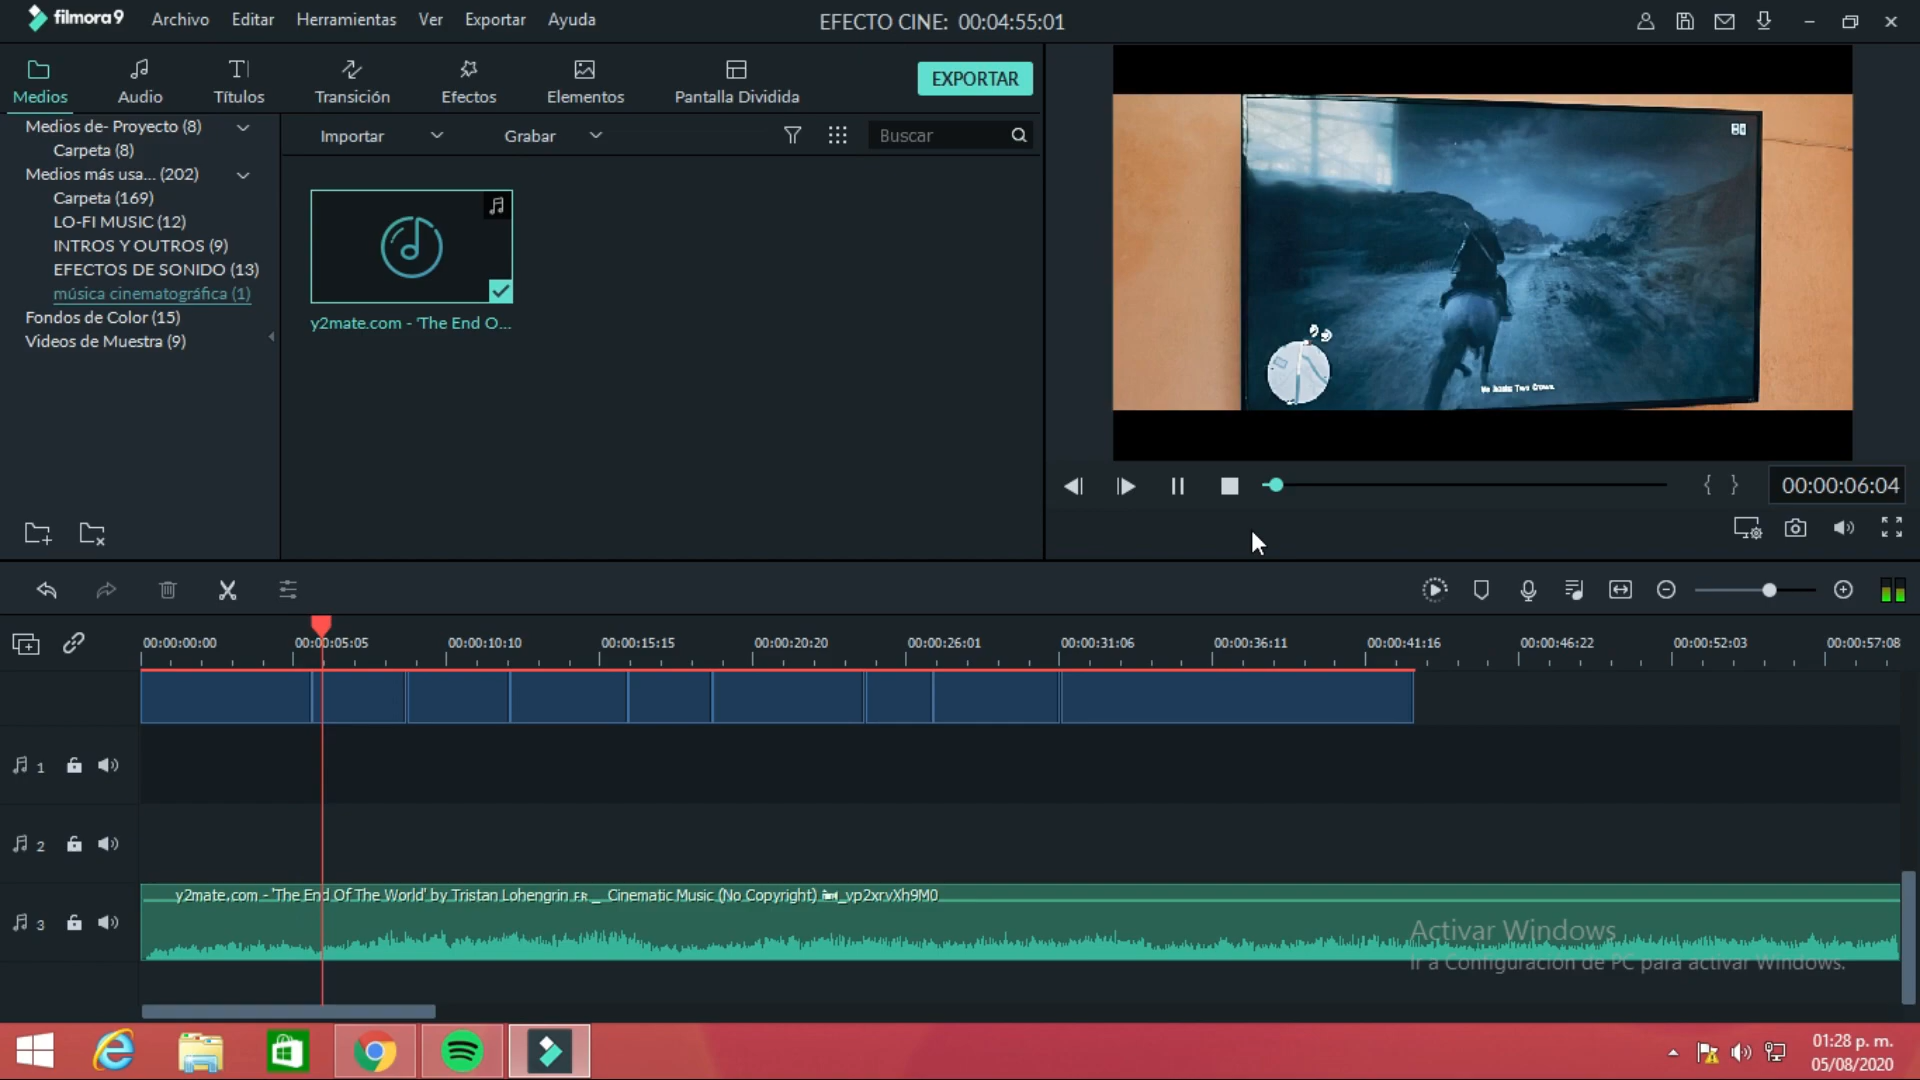 filmora9 Archivo Editar Herramientas Ver Exportar Ayuda EFECTO CINE: 00:04:55:01
Medios Audio Títulos Transición Efectos Elementos Pantalla Dividida EXPORTAR
Medios de- Proyecto (8)
Carpeta (8)
Medios más usa... (202)
Carpeta (169)
LO-FI MUSIC (12)
INTROS Y OUTROS (9)
EFECTOS DE SONIDO (13)
música cinematográfica (1)
Fondos de Color (15)
Videos de Muestra (9)
Importar Grabar Buscar
y2mate.com - 'The End O...
00:00:06:04
00:00:00:00 00:00:05:05 00:00:10:10 00:00:15:15 00:00:20:20 00:00:26:01 00:00:31:06 00:00:36:11 00:00:41:16 00:00:46:22 00:00:52:03 00:00:57:08
1
2
3
y2mate.com - 'The End Of The World' by Tristan Lohengrin FR _ Cinematic Music (No Copyright) _vp2xrvXh9M0
Activar Windows
Ir a Configuración de PC para activar Windows.
01:28 p. m.
05/08/2020